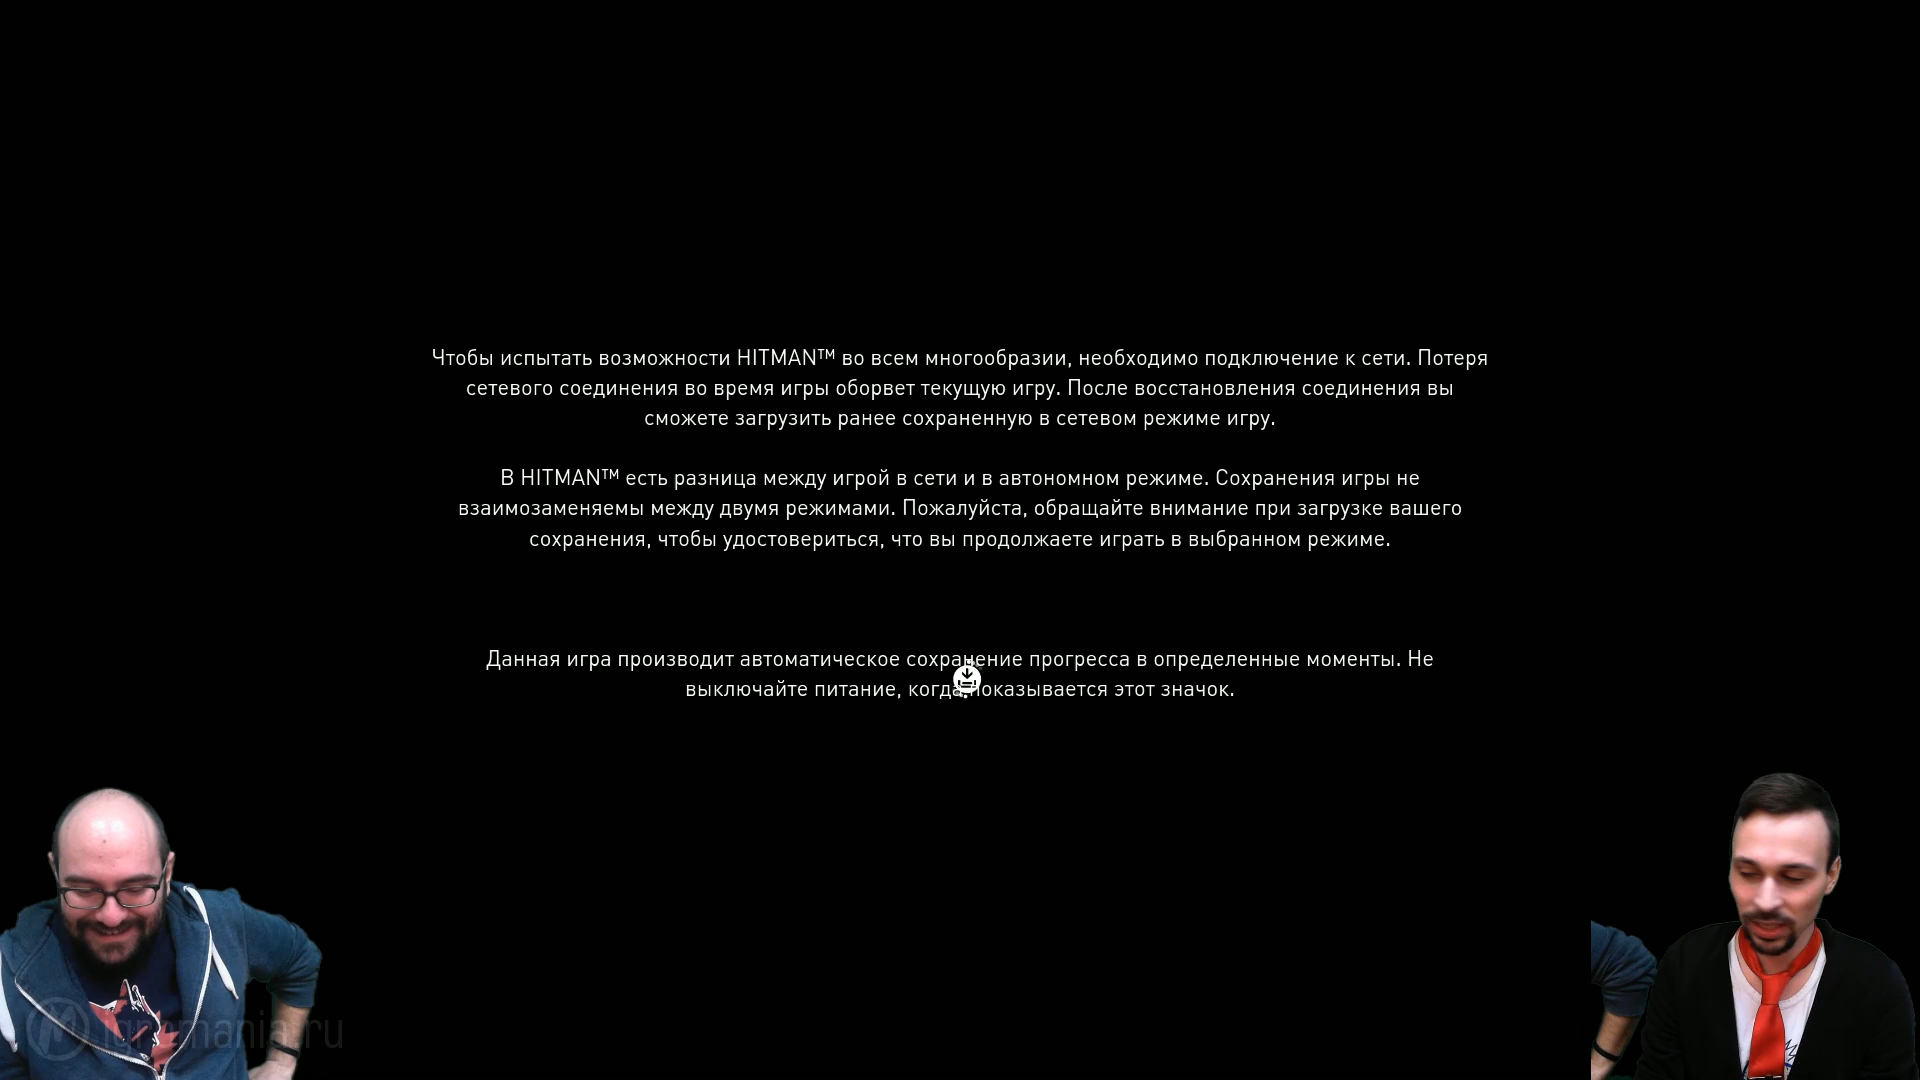 Чтобы испытать возможности HITMAN™ во всем многообразии, необходимо подключение к сети. Потеря
сетевого соединения во время игры оборвет текущую игру. После восстановления соединения вы
сможете загрузить ранее сохраненную в сетевом режиме игру.
В HITMAN™ есть разница между игрой в сети и в автономном режиме. Сохранения игры не
взаимозаменяемы между двумя режимами. Пожалуйста, обращайте внимание при загрузке вашего
сохранения, чтобы удостовериться, что вы продолжаете играть в выбранном режиме.
Данная игра производит автоматическое сохранение прогресса в определенные моменты. Не
выключайте питание, когда показывается этот значок.
igromania.ru